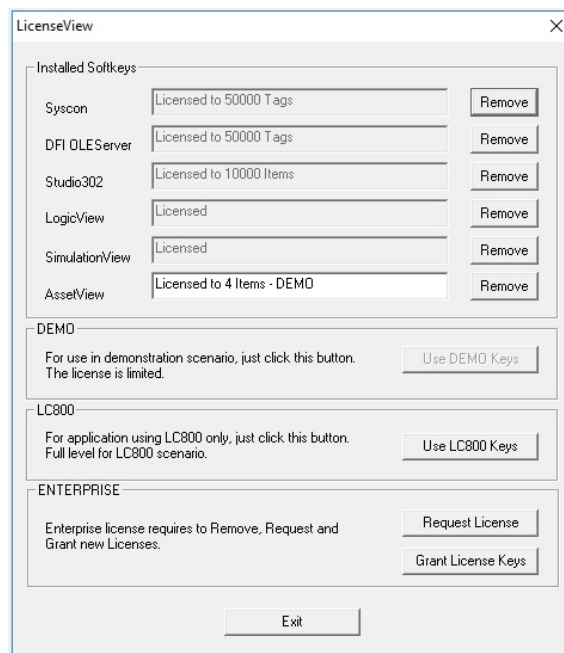 LicenseView
Installed Softkeys
Syscon Licensed to 50000 Tags Remove
DFI OLEServer Licensed to 50000 Tags Remove
Studio302 Licensed to 10000 Items Remove
LogicView Licensed Remove
SimulationView Licensed Remove
AssetView Licensed to 4 Items - DEMO Remove
DEMO
For use in demonstration scenario, just click this button.
The license is limited.
Use DEMO Keys
LC800
For application using LC800 only, just click this button.
Full level for LC800 scenario.
Use LC800 Keys
ENTERPRISE
Enterprise license requires to Remove, Request and
Grant new Licenses.
Request License
Grant License Keys
Exit